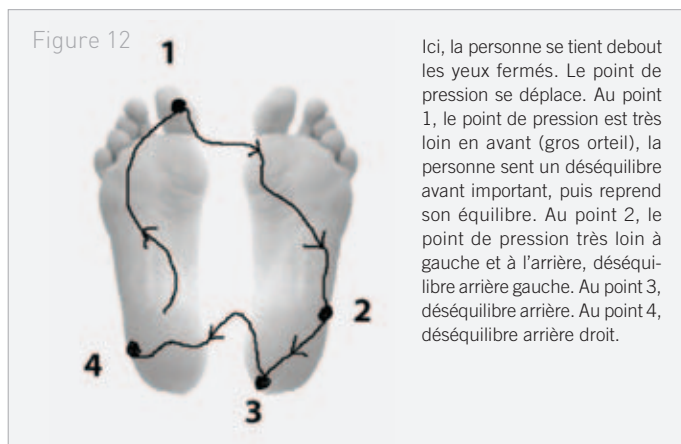 Figure 12
1
2
3
4
Ici, la personne se tient debout
les yeux fermés. Le point de
pression se déplace. Au point
1, le point de pression est très
loin en avant (gros orteil), la
personne sent un déséquilibre
avant important, puis reprend
son équilibre. Au point 2, le
point de pression très loin à
gauche et à l'arrière, déséqui-
libre arrière gauche. Au point 3,
déséquilibre arrière. Au point 4,
déséquilibre arrière droit.